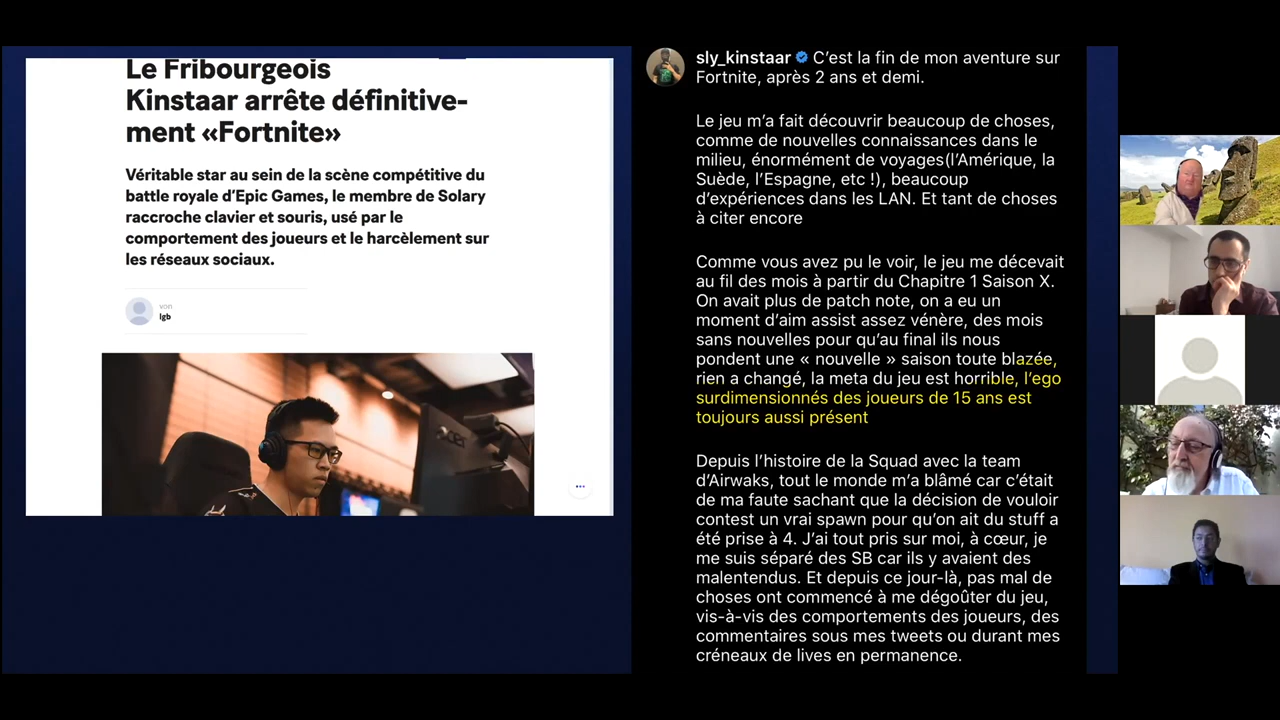 Le Fribourgeois
Kinstaar arrête définitive-
ment «Fortnite»
Véritable star au sein de la scène compétitive du
battle royale d’Epic Games, le membre de Solary
raccroche clavier et souris, usé par le
comportement des joueurs et le harcèlement sur
les réseaux sociaux.
von
lgb
acer
sly_kinstaar C’est la fin de mon aventure sur
Fortnite, après 2 ans et demi.
Le jeu m’a fait découvrir beaucoup de choses,
comme de nouvelles connaissances dans le
milieu, énormément de voyages(l’Amérique, la
Suède, l’Espagne, etc !), beaucoup
d’expériences dans les LAN. Et tant de choses
à citer encore
Comme vous avez pu le voir, le jeu me décevait
au fil des mois à partir du Chapitre 1 Saison X.
On avait plus de patch note, on a eu un
moment d’aim assist assez vénère, des mois
sans nouvelles pour qu’au final ils nous
pondent une « nouvelle » saison toute blazée,
rien a changé, la meta du jeu est horrible, l’ego
surdimensionnés des joueurs de 15 ans est
toujours aussi présent
Depuis l’histoire de la Squad avec la team
d’Airwaks, tout le monde m’a blâmé car c’était
de ma faute sachant que la décision de vouloir
contest un vrai spawn pour qu’on ait du stuff a
été prise à 4. J’ai tout pris sur moi, à cœur, je
me suis séparé des SB car ils y avaient des
malentendus. Et depuis ce jour-là, pas mal de
choses ont commencé à me dégoûter du jeu,
vis-à-vis des comportements des joueurs, des
commentaires sous mes tweets ou durant mes
créneaux de lives en permanence.